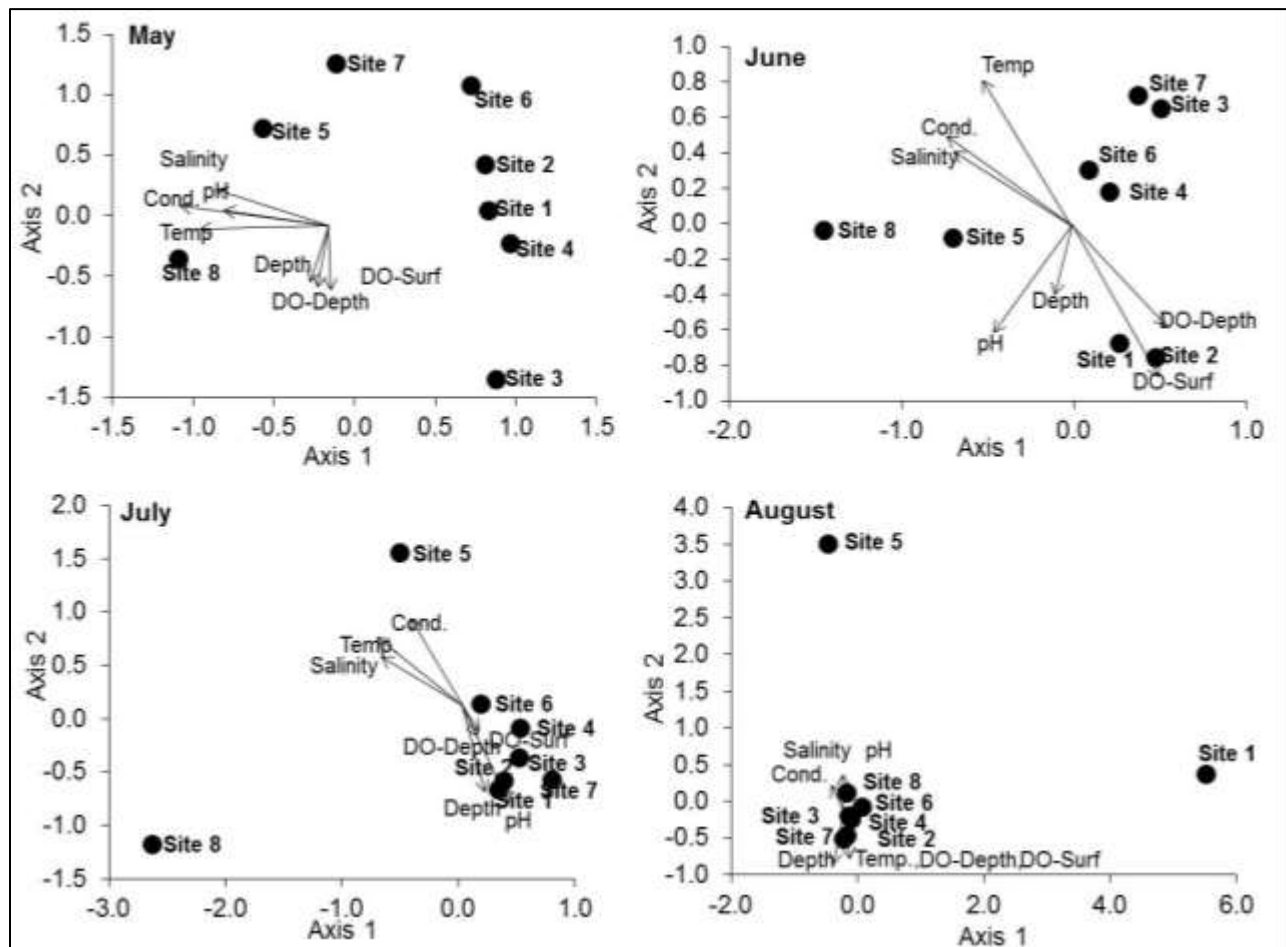 May
1.5
1.0
0.5
0.0
-0.5
-1.0
-1.5
Axis 2
Site 7
Site 6
Site 5
Site 2
Salinity
Cond.
pH
Site 1
Temp
Site 4
Site 8
Depth
DO-Surf
DO-Depth
Site 3
-1.5 -1.0 -0.5 0.0 0.5 1.0 1.5
Axis 1
June
1.0
0.8
0.6
0.4
0.2
0.0
-0.2
-0.4
-0.6
-0.8
-1.0
Axis 2
Temp
Site 7
Site 3
Cond.
Salinity
Site 6
Site 4
Site 8
Site 5
Depth
pH
DO-Depth
Site 1
Site 2
DO-Surf
-2.0 -1.0 0.0 1.0
Axis 1
July
2.0
1.5
1.0
0.5
0.0
-0.5
-1.0
-1.5
Axis 2
Site 5
Cond.
Temp.
Salinity
Site 6
Site 4
DO-Depth
DO-Surf
Site 2
Site 3
Depth
Site 1
Site 7
pH
Site 8
-3.0 -2.0 -1.0 0.0 1.0
Axis 1
August
4.0
3.5
3.0
2.5
2.0
1.5
1.0
0.5
0.0
-0.5
-1.0
Axis 2
Site 5
Salinity pH
Site 1
Cond.
Site 8
Site 6
Site 3
Site 4
Site 7
Site 2
Depth
Temp.,DO-Depth,DO-Surf
-2.0 0.0 2.0 4.0 6.0
Axis 1